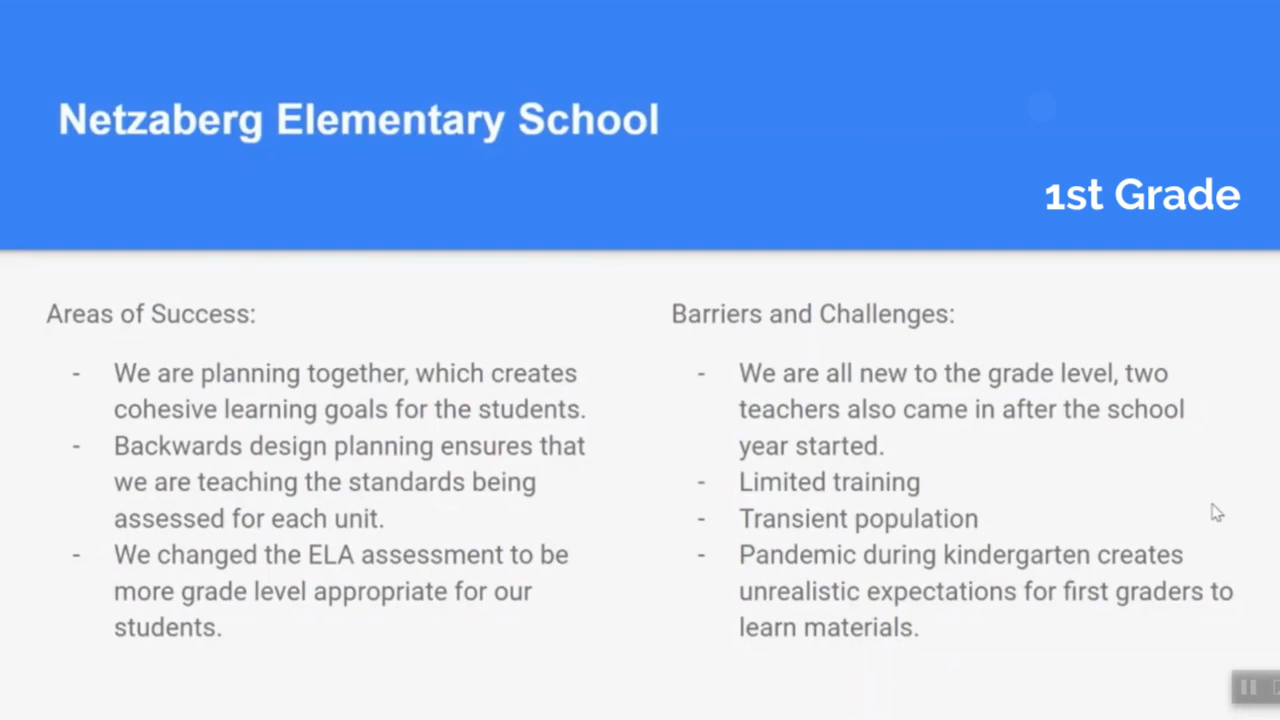 Netzaberg Elementary School
1st Grade
Areas of Success:
- We are planning together, which creates
cohesive learning goals for the students.
- Backwards design planning ensures that
we are teaching the standards being
assessed for each unit.
- We changed the ELA assessment to be
more grade level appropriate for our
students.
Barriers and Challenges:
- We are all new to the grade level, two
teachers also came in after the school
year started.
- Limited training
- Transient population
- Pandemic during kindergarten creates
unrealistic expectations for first graders to
learn materials.